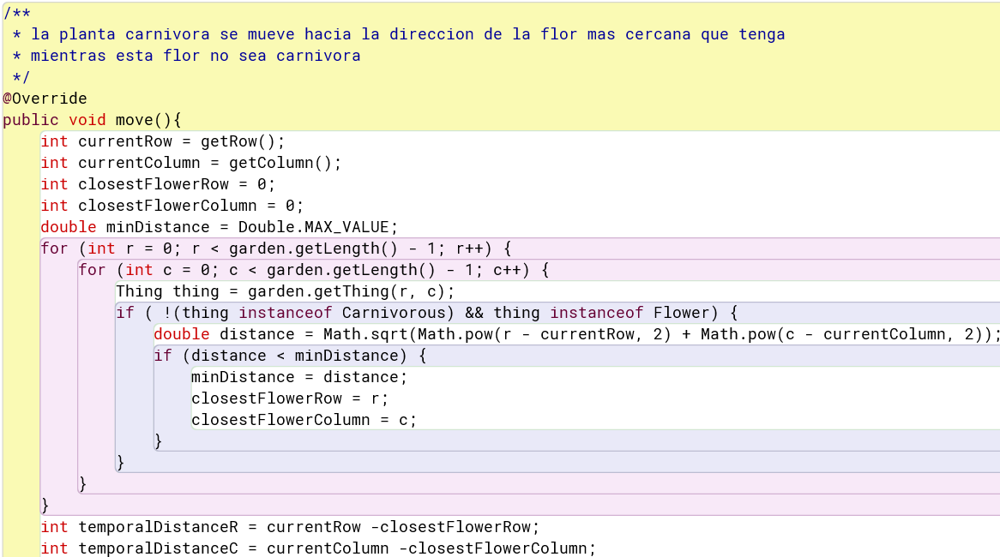 /**
 * la planta carnivora se mueve hacia la direccion de la flor mas cercana que tenga
 * mientras esta flor no sea carnivora
 */
@Override
public void move(){
    int currentRow = getRow();
    int currentColumn = getColumn();
    int closestFlowerRow = 0;
    int closestFlowerColumn = 0;
    double minDistance = Double.MAX_VALUE;
    for (int r = 0; r < garden.getLength() - 1; r++) {
        for (int c = 0; c < garden.getLength() - 1; c++) {
            Thing thing = garden.getThing(r, c);
            if ( !(thing instanceof Carnivorous) && thing instanceof Flower) {
                double distance = Math.sqrt(Math.pow(r - currentRow, 2) + Math.pow(c - currentColumn, 2));
                if (distance < minDistance) {
                    minDistance = distance;
                    closestFlowerRow = r;
                    closestFlowerColumn = c;
                }
            }
        }
    }
    int temporalDistanceR = currentRow -closestFlowerRow;
    int temporalDistanceC = currentColumn -closestFlowerColumn;